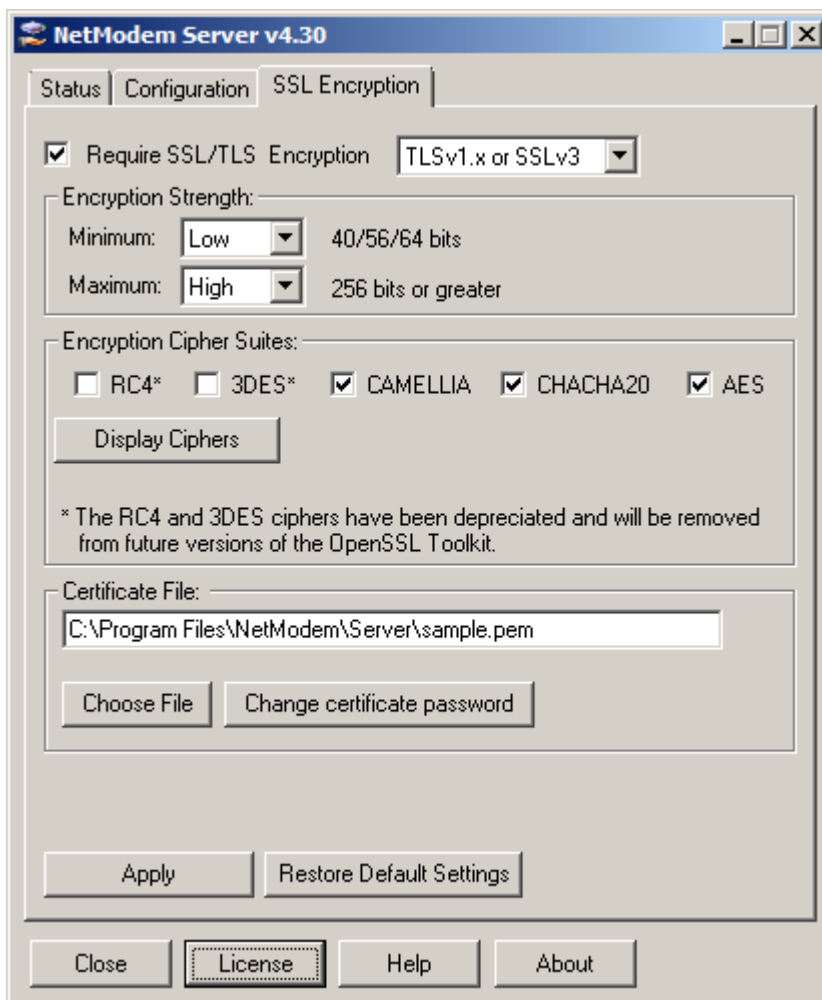 NetModem Server v4.30
Status Configuration SSL Encryption
Require SSL/TLS Encryption TLSv1.x or SSLv3
Encryption Strength:
Minimum: Low 40/56/64 bits
Maximum: High 256 bits or greater
Encryption Cipher Suites:
RC4* 3DES* CAMELLIA CHACHA20 AES
Display Ciphers
* The RC4 and 3DES ciphers have been depreciated and will be removed
from future versions of the OpenSSL Toolkit.
Certificate File:
C:\Program Files\NetModem\Server\sample.pem
Choose File Change certificate password
Apply Restore Default Settings
Close License Help About